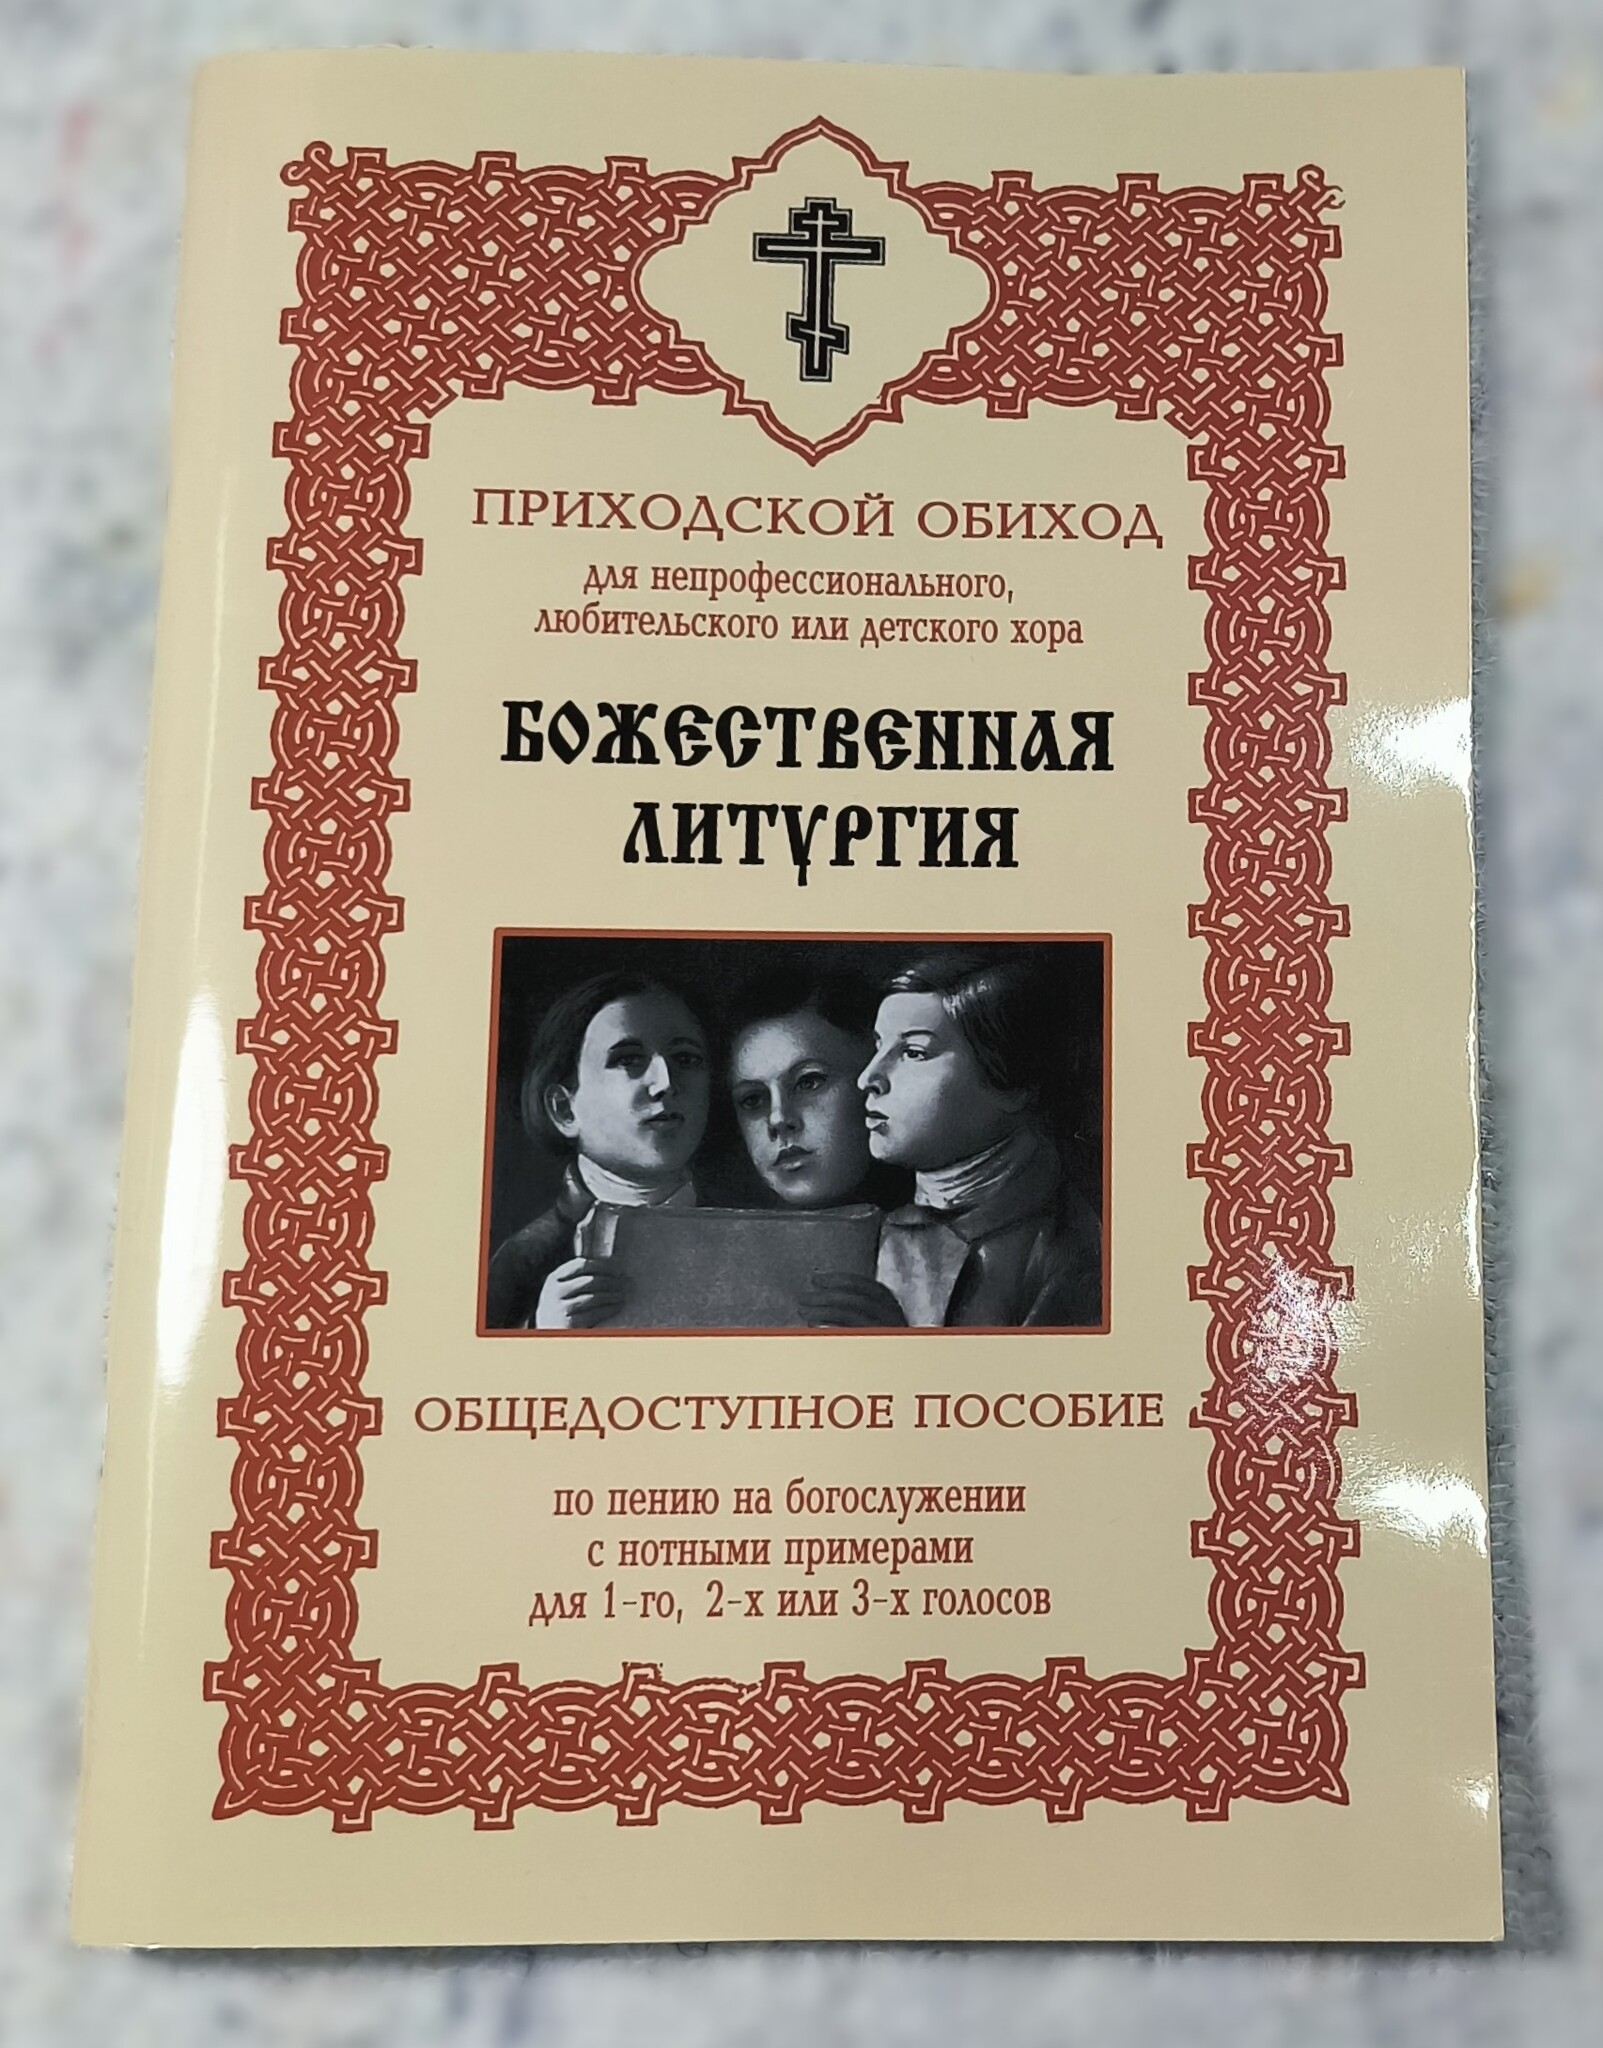 ПРИХОДСКОЙ ОБИХОД
для непрофессионального,
любительского или детского хора
БОЖЕСТВЕННАЯ
ЛИТУРГИЯ
ОБЩЕДОСТУПНОЕ ПОСОБИЕ
по пению на богослужении
с нотными примерами
для 1-го, 2-х или 3-х голосов